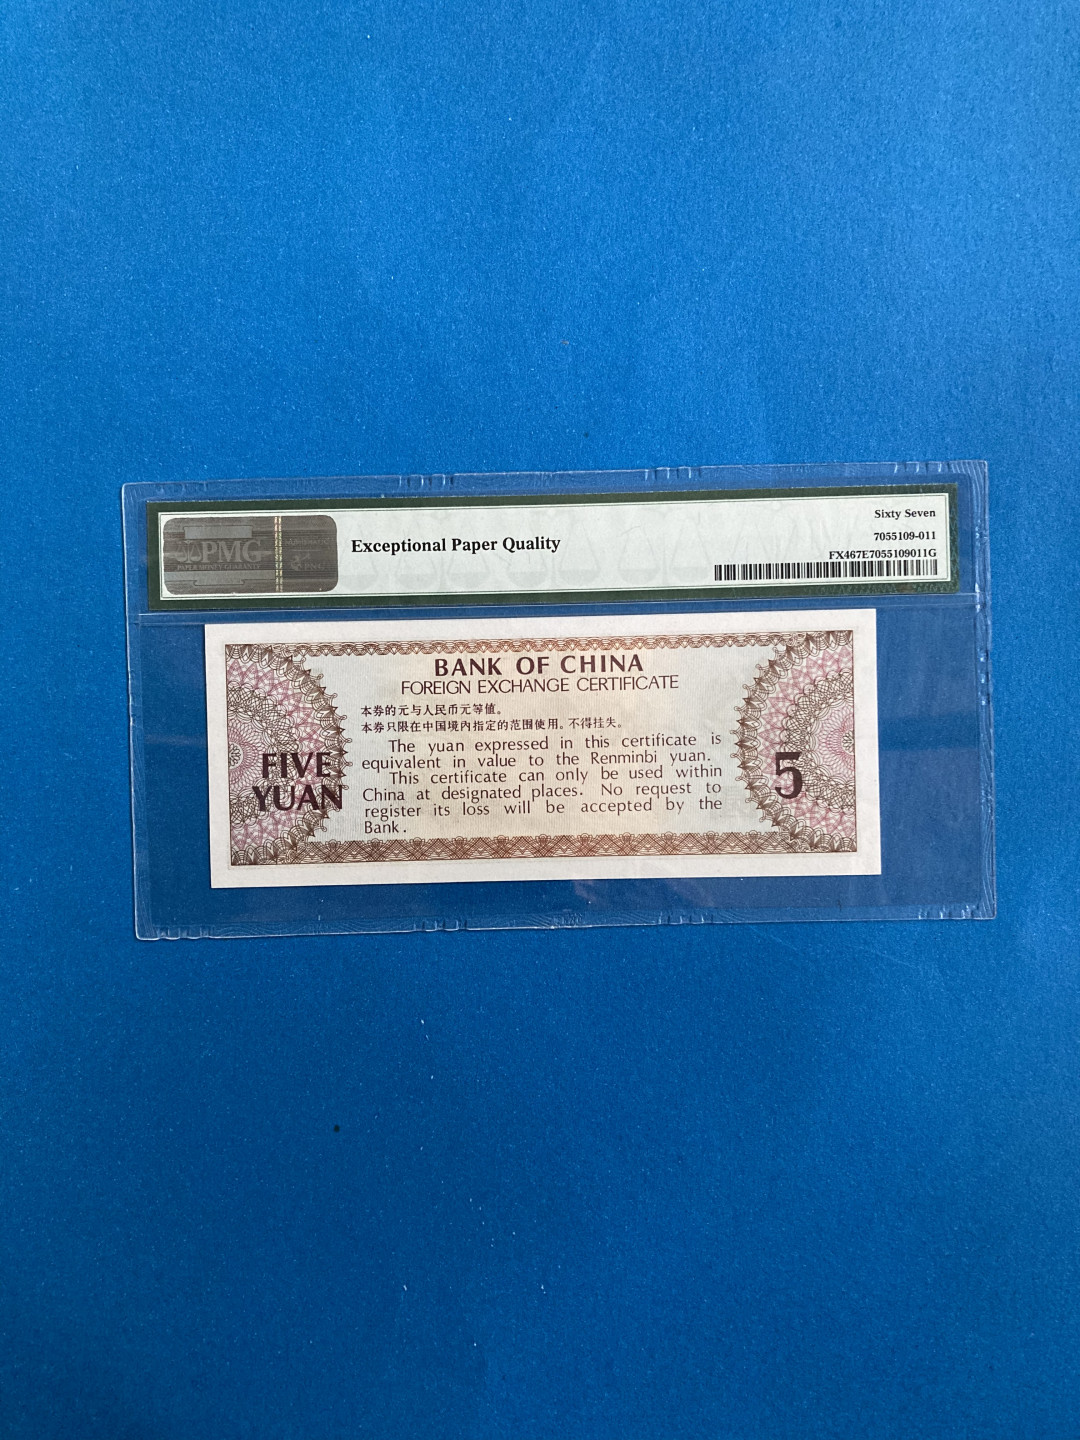 Sixty Seven
PMG
PAPER MONEY GUARANTY
Exceptional Paper Quality
7055109-011
FX467E7055109011G
BANK OF CHINA
FOREIGN EXCHANGE CERTIFICATE
本券的元与人民币元等值。
本券只限在中国境内指定的范围使用。不得挂失。
The yuan expressed in this certificate is
equivalent in value to the Renminbi yuan.
This certificate can only be used within
China at designated places. No request to
register its loss will be accepted by the
Bank.
FIVE
YUAN
5